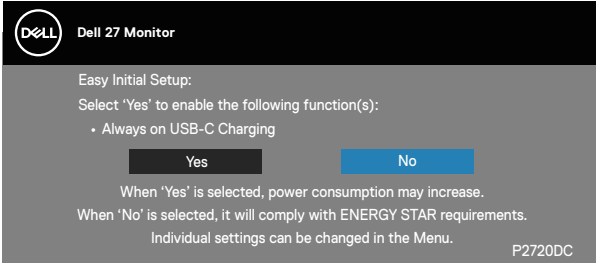 DELL
Dell 27 Monitor
Easy Initial Setup:
Select ‘Yes’ to enable the following function(s):
• Always on USB-C Charging
Yes
No
When ‘Yes’ is selected, power consumption may increase.
When ‘No’ is selected, it will comply with ENERGY STAR requirements.
Individual settings can be changed in the Menu.
P2720DC